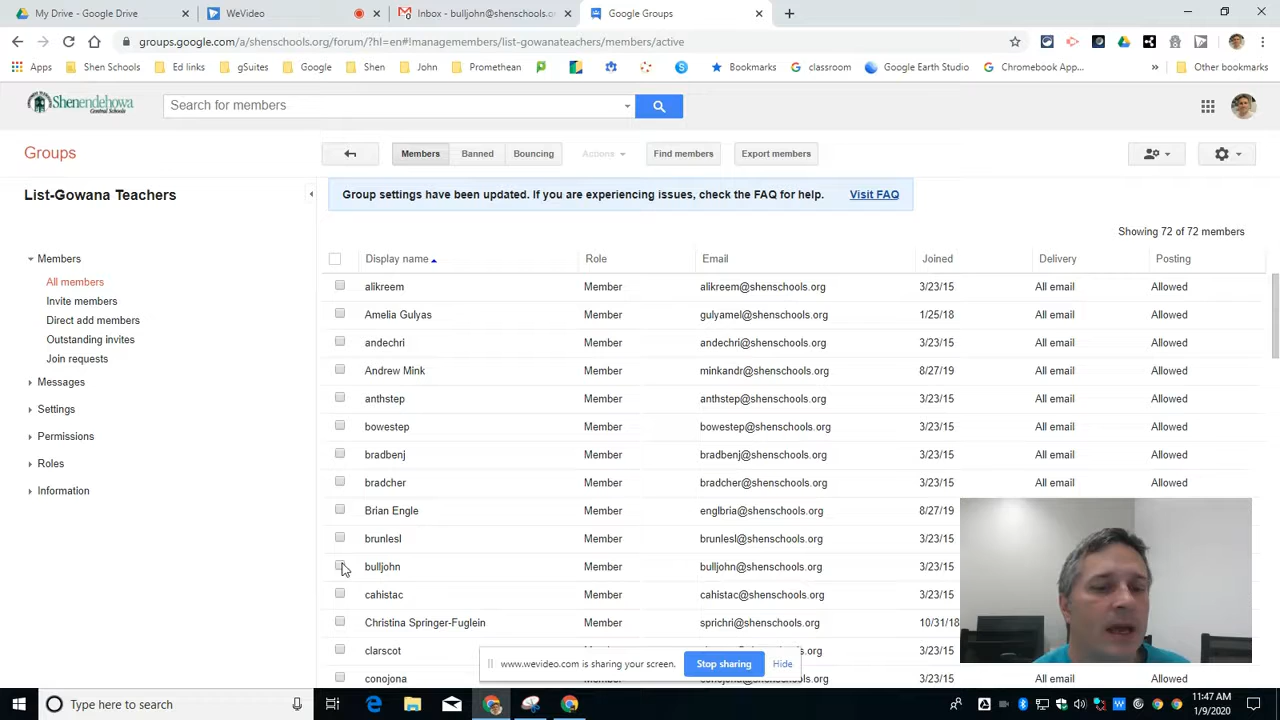 My Drive - Google Drive
WeVideo
Inbox - bulljohn@shenschools.or
Google Groups
groups.google.com/a/shenschools.org/forum/?hl=en#!managemembers/list-gowanateachers/members/active
Apps Shen Schools Ed links gSuites Google Shen John Promethean Bookmarks classroom Google Earth Studio Chromebook App... Other bookmarks
Shenendehowa
Central Schools
Search for members
Groups
Members Banned Bouncing Actions Find members Export members
List-Gowana Teachers
Group settings have been updated. If you are experiencing issues, check the FAQ for help. Visit FAQ
Showing 72 of 72 members
Members
All members
Invite members
Direct add members
Outstanding invites
Join requests
Messages
Settings
Permissions
Roles
Information
Display name Role Email Joined Delivery Posting
alikreem Member alikreem@shenschools.org 3/23/15 All email Allowed
Amelia Gulyas Member gulyamel@shenschools.org 1/25/18 All email Allowed
andechri Member andechri@shenschools.org 3/23/15 All email Allowed
Andrew Mink Member minkandr@shenschools.org 8/27/19 All email Allowed
anthstep Member anthstep@shenschools.org 3/23/15 All email Allowed
bowestep Member bowestep@shenschools.org 3/23/15 All email Allowed
bradbenj Member bradbenj@shenschools.org 3/23/15 All email Allowed
bradcher Member bradcher@shenschools.org 3/23/15 All email Allowed
Brian Engle Member englbria@shenschools.org 8/27/19 All email Allowed
brunlesl Member brunlesl@shenschools.org 3/23/15
bulljohn Member bulljohn@shenschools.org 3/23/15
cahistac Member cahistac@shenschools.org 3/23/15
Christina Springer-Fuglein Member sprichri@shenschools.org 10/31/18
clarscot
conojona
www.wevideo.com is sharing your screen. Stop sharing Hide
Type here to search
11:47 AM
1/9/2020